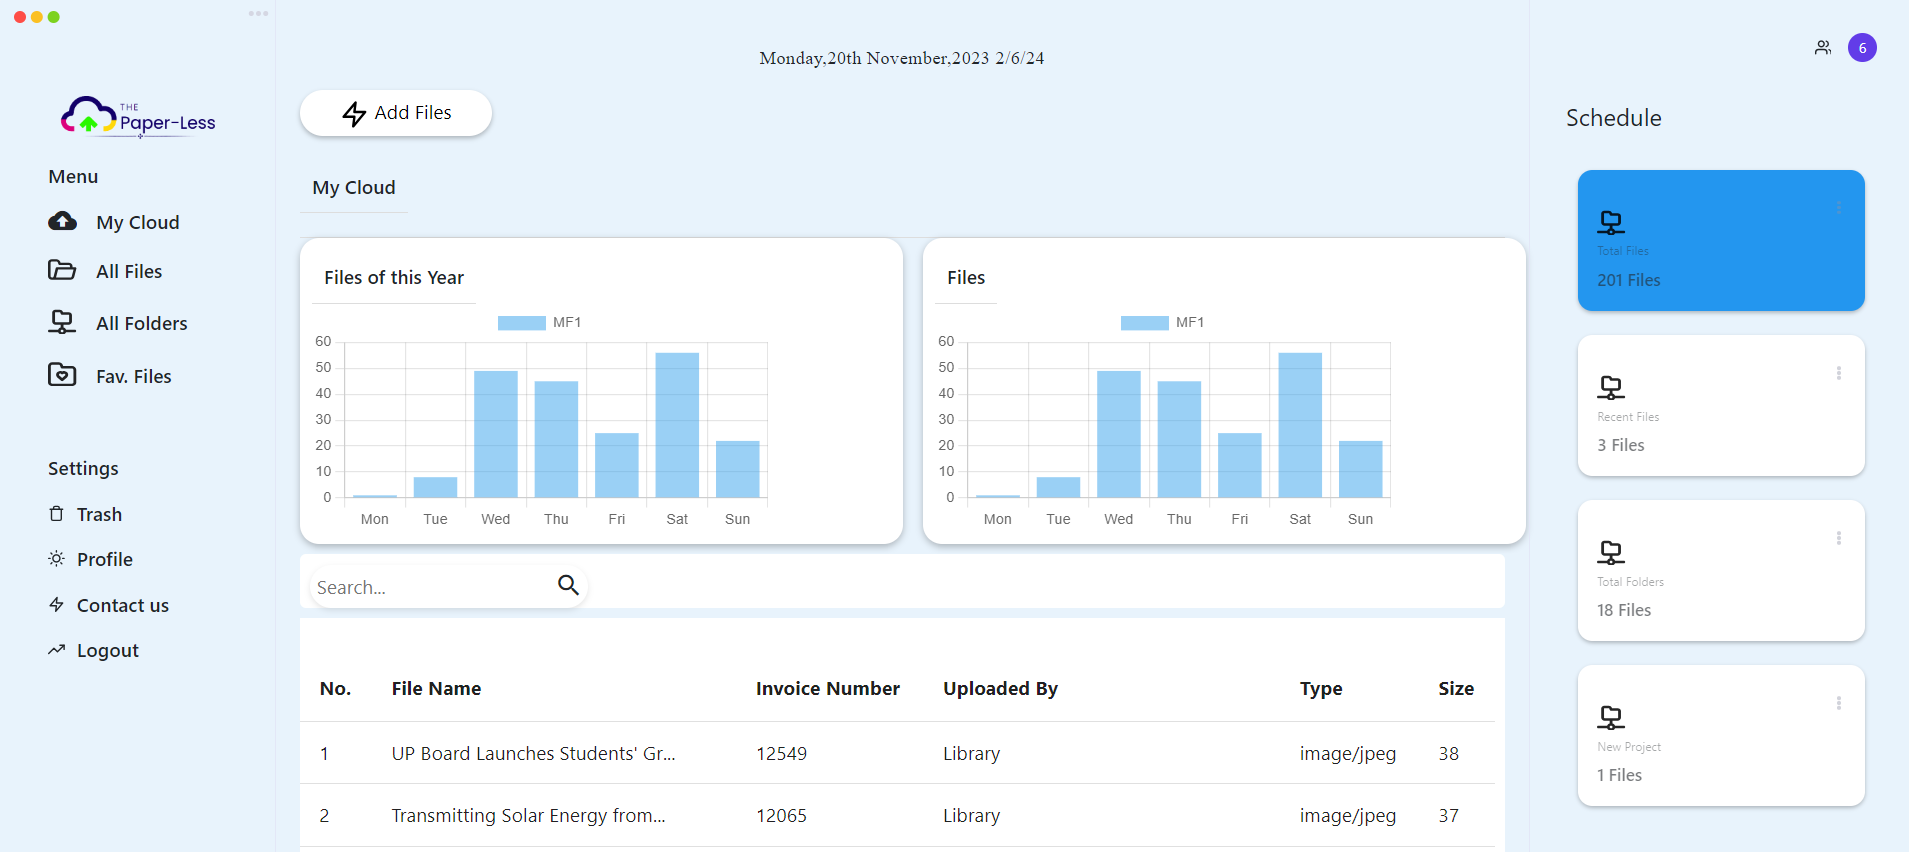 Monday,20th November,2023 2/6/24
6
THE
Paper-Less
Menu
My Cloud
All Files
All Folders
Fav. Files
Settings
Trash
Profile
Contact us
Logout
Add Files
My Cloud
Files of this Year
MF1
60
50
40
30
20
10
0
Mon Tue Wed Thu Fri Sat Sun
Files
MF1
60
50
40
30
20
10
0
Mon Tue Wed Thu Fri Sat Sun
Search...
No. File Name Invoice Number Uploaded By Type Size
1 UP Board Launches Students' Gr... 12549 Library image/jpeg 38
2 Transmitting Solar Energy from... 12065 Library image/jpeg 37
Schedule
Total Files
201 Files
Recent Files
3 Files
Total Folders
18 Files
New Project
1 Files